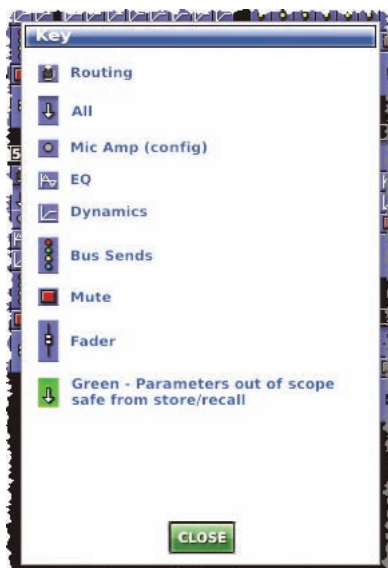 Key
Routing
All
Mic Amp (config)
EQ
Dynamics
5
Bus Sends
Mute
Fader
Green - Parameters out of scope
safe from store/recall
CLOSE